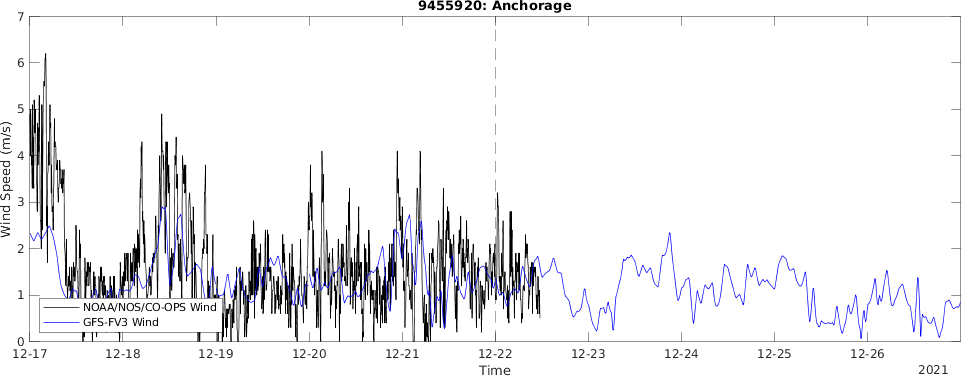 9455920: Anchorage
7
6
5
4
3
2
1
0
Wind Speed (m/s)
NOAA/NOS/CO-OPS Wind
GFS-FV3 Wind
12-17 12-18 12-19 12-20 12-21 12-22 12-23 12-24 12-25 12-26
Time
2021